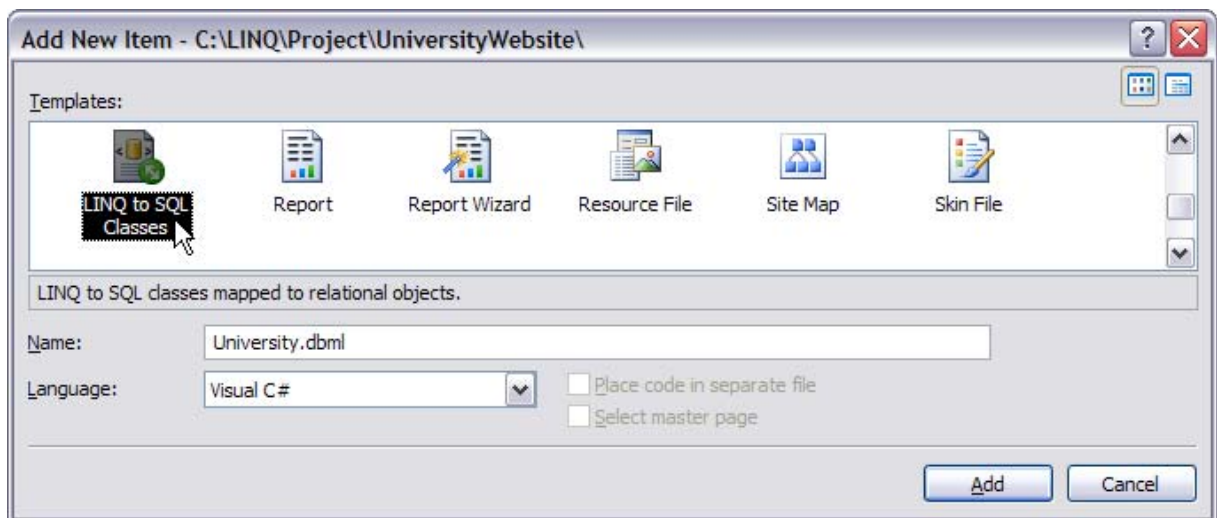 Add New Item - C:\LINQ\Project\UniversityWebsite\
Templates:
LINQ to SQL
Classes
Report
Report Wizard
Resource File
Site Map
Skin File
LINQ to SQL classes mapped to relational objects.
Name:
University.dbml
Language:
Visual C#
Place code in separate file
Select master page
Add
Cancel